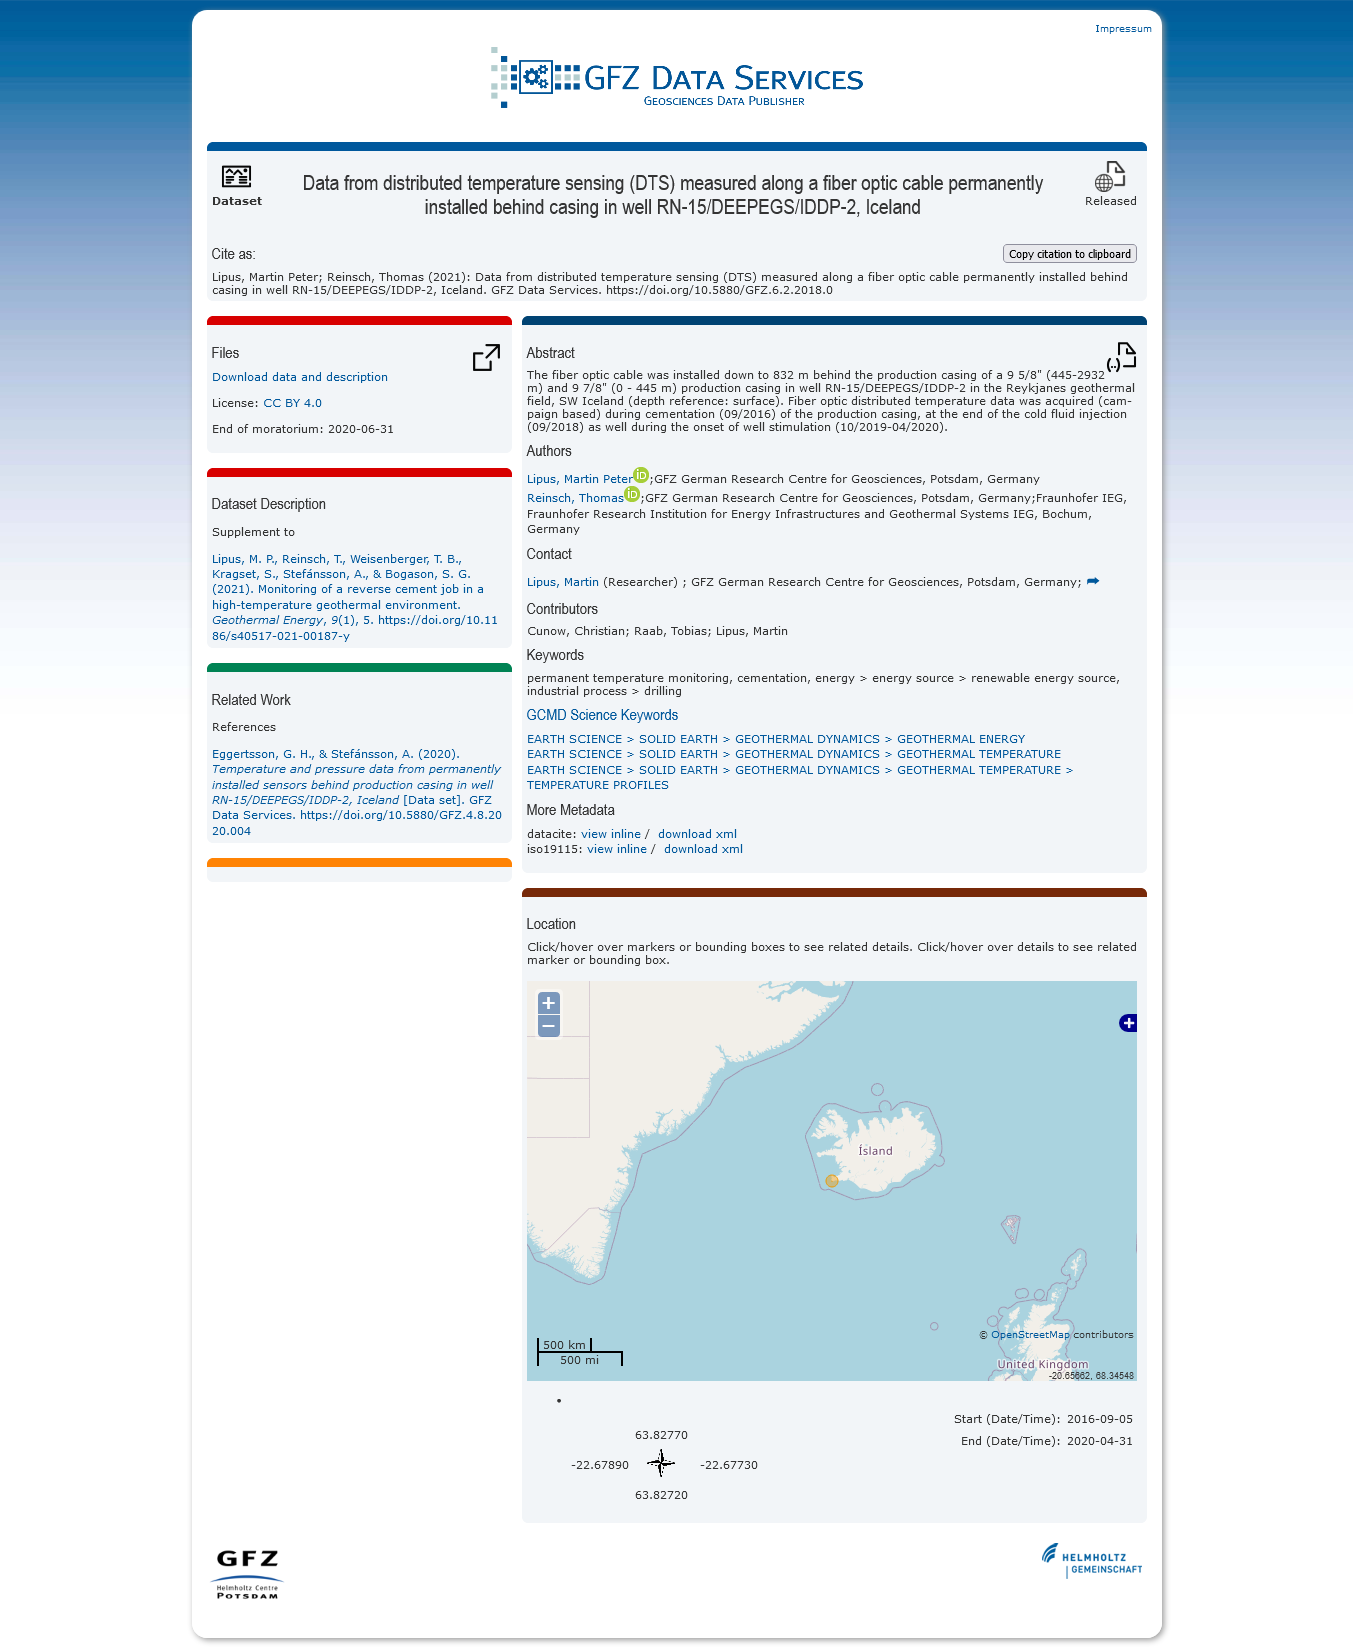 Impressum
GFZ Data Services
Geosciences Data Publisher
Dataset
Data from distributed temperature sensing (DTS) measured along a fiber optic cable permanently
installed behind casing in well RN-15/DEEPEGS/IDDP-2, Iceland
Released
Cite as:
Copy citation to clipboard
Lipus, Martin Peter; Reinsch, Thomas (2021): Data from distributed temperature sensing (DTS) measured along a fiber optic cable permanently installed behind
casing in well RN-15/DEEPEGS/IDDP-2, Iceland. GFZ Data Services. https://doi.org/10.5880/GFZ.6.2.2018.0
Files
Download data and description
License: CC BY 4.0
End of moratorium: 2020-06-31
Dataset Description
Supplement to
Lipus, M. P., Reinsch, T., Weisenberger, T. B.,
Kragset, S., Stefánsson, A., & Bogason, S. G.
(2021). Monitoring of a reverse cement job in a
high-temperature geothermal environment.
Geothermal Energy, 9(1), 5. https://doi.org/10.11
86/s40517-021-00187-y
Related Work
References
Eggertsson, G. H., & Stefánsson, A. (2020).
Temperature and pressure data from permanently
installed sensors behind production casing in well
RN-15/DEEPEGS/IDDP-2, Iceland [Data set]. GFZ
Data Services. https://doi.org/10.5880/GFZ.4.8.20
20.004
Abstract
The fiber optic cable was installed down to 832 m behind the production casing of a 9 5/8" (445-2932
m) and 9 7/8" (0 - 445 m) production casing in well RN-15/DEEPEGS/IDDP-2 in the Reykjanes geothermal
field, SW Iceland (depth reference: surface). Fiber optic distributed temperature data was acquired (cam-
paign based) during cementation (09/2016) of the production casing, at the end of the cold fluid injection
(09/2018) as well during the onset of well stimulation (10/2019-04/2020).
Authors
Lipus, Martin Peter iD;GFZ German Research Centre for Geosciences, Potsdam, Germany
Reinsch, Thomas iD;GFZ German Research Centre for Geosciences, Potsdam, Germany;Fraunhofer IEG,
Fraunhofer Research Institution for Energy Infrastructures and Geothermal Systems IEG, Bochum,
Germany
Contact
Lipus, Martin (Researcher) ; GFZ German Research Centre for Geosciences, Potsdam, Germany;
Contributors
Cunow, Christian; Raab, Tobias; Lipus, Martin
Keywords
permanent temperature monitoring, cementation, energy > energy source > renewable energy source,
industrial process > drilling
GCMD Science Keywords
EARTH SCIENCE > SOLID EARTH > GEOTHERMAL DYNAMICS > GEOTHERMAL ENERGY
EARTH SCIENCE > SOLID EARTH > GEOTHERMAL DYNAMICS > GEOTHERMAL TEMPERATURE
EARTH SCIENCE > SOLID EARTH > GEOTHERMAL DYNAMICS > GEOTHERMAL TEMPERATURE >
TEMPERATURE PROFILES
More Metadata
datacite: view inline / download xml
iso19115: view inline / download xml
Location
Click/hover over markers or bounding boxes to see related details. Click/hover over details to see related
marker or bounding box.
+
−
+
Ísland
© OpenStreetMap contributors
United Kingdom
-20.65662, 68.34548
500 km
500 mi
•
Start (Date/Time): 2016-09-05
End (Date/Time): 2020-04-31
63.82770
-22.67890
-22.67730
63.82720
GFZ
Helmholtz Centre
POTSDAM
HELMHOLTZ
GEMEINSCHAFT